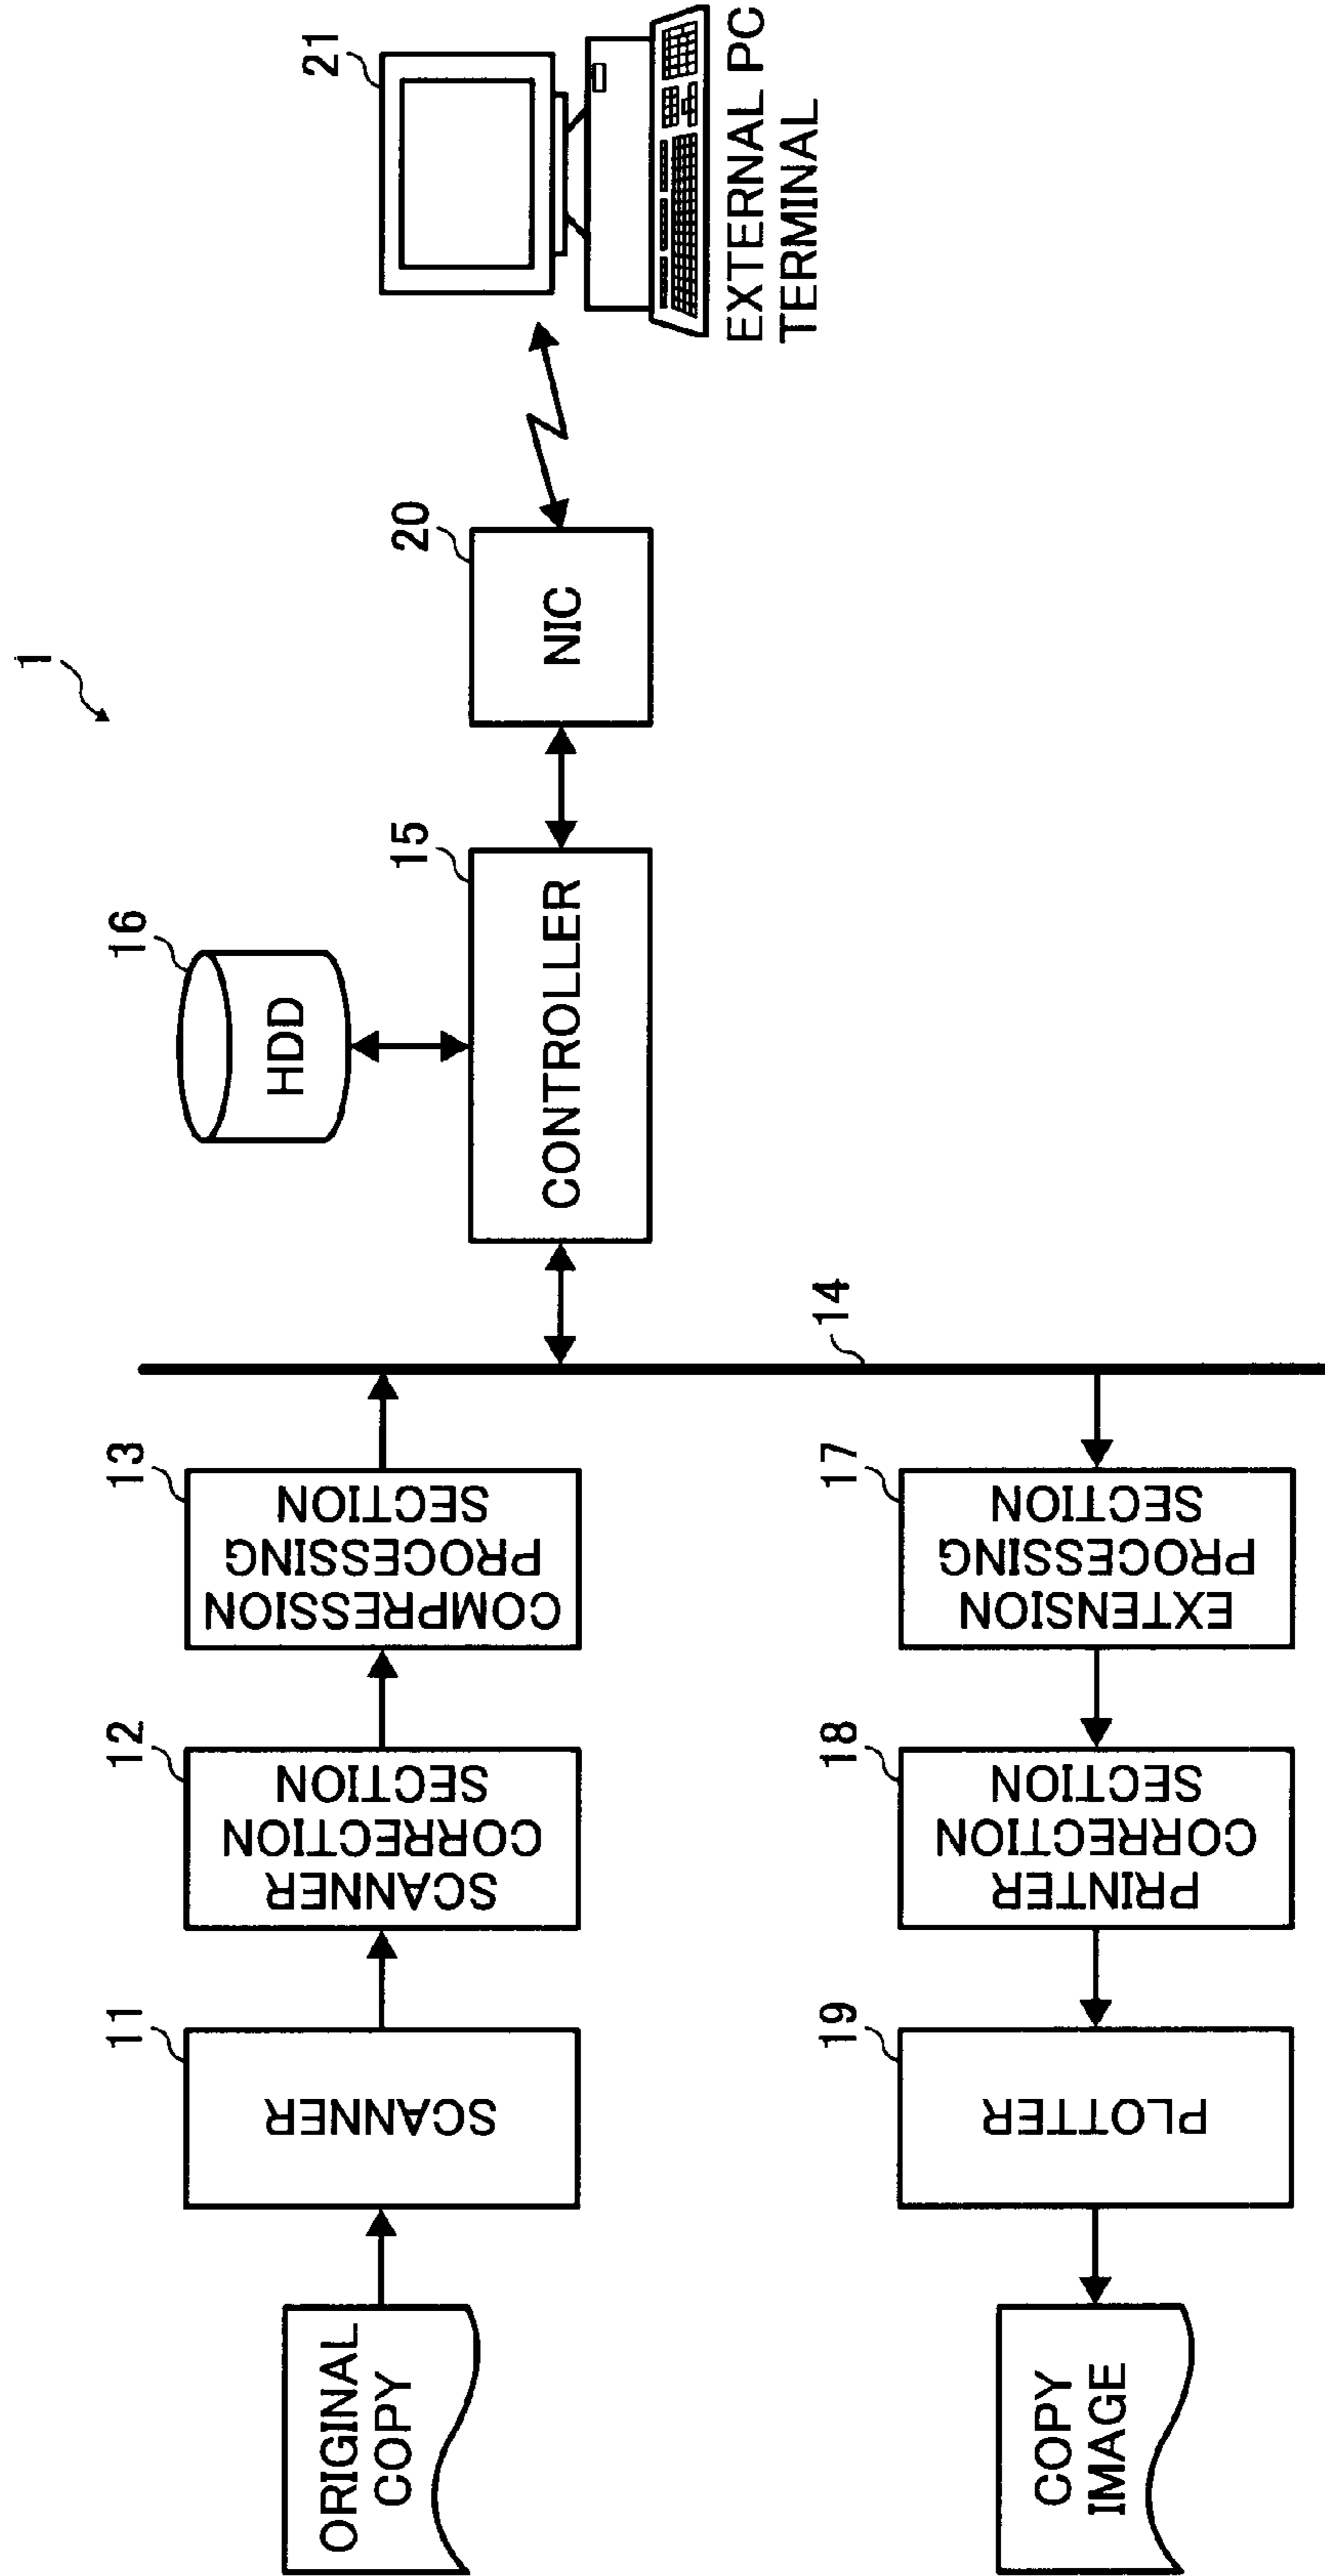 1
ORIGINAL
COPY
11
SCANNER
12
SCANNER
CORRECTION
SECTION
13
COMPRESSION
PROCESSING
SECTION
14
16
HDD
15
CONTROLLER
20
NIC
21
EXTERNAL PC
TERMINAL
COPY
IMAGE
19
PLOTTER
18
PRINTER
CORRECTION
SECTION
17
EXTENSION
PROCESSING
SECTION